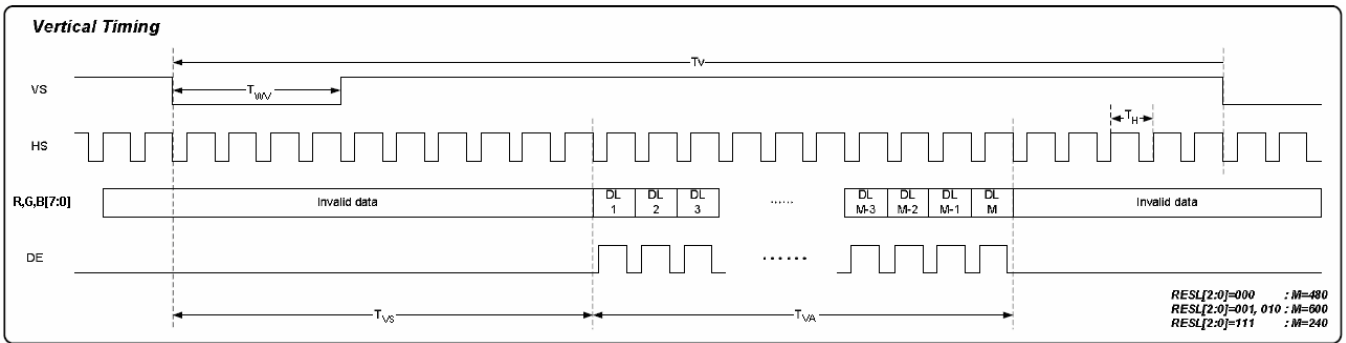 Vertical Timing
Tv
VS
TWV
TH
HS
R,G,B[7:0]
Invalid data
DL 1
DL 2
DL 3
......
DL M-3
DL M-2
DL M-1
DL M
Invalid data
DE
......
TVS
TVA
RESL[2:0]=000 : M=480
RESL[2:0]=001, 010 : M=600
RESL[2:0]=111 : M=240